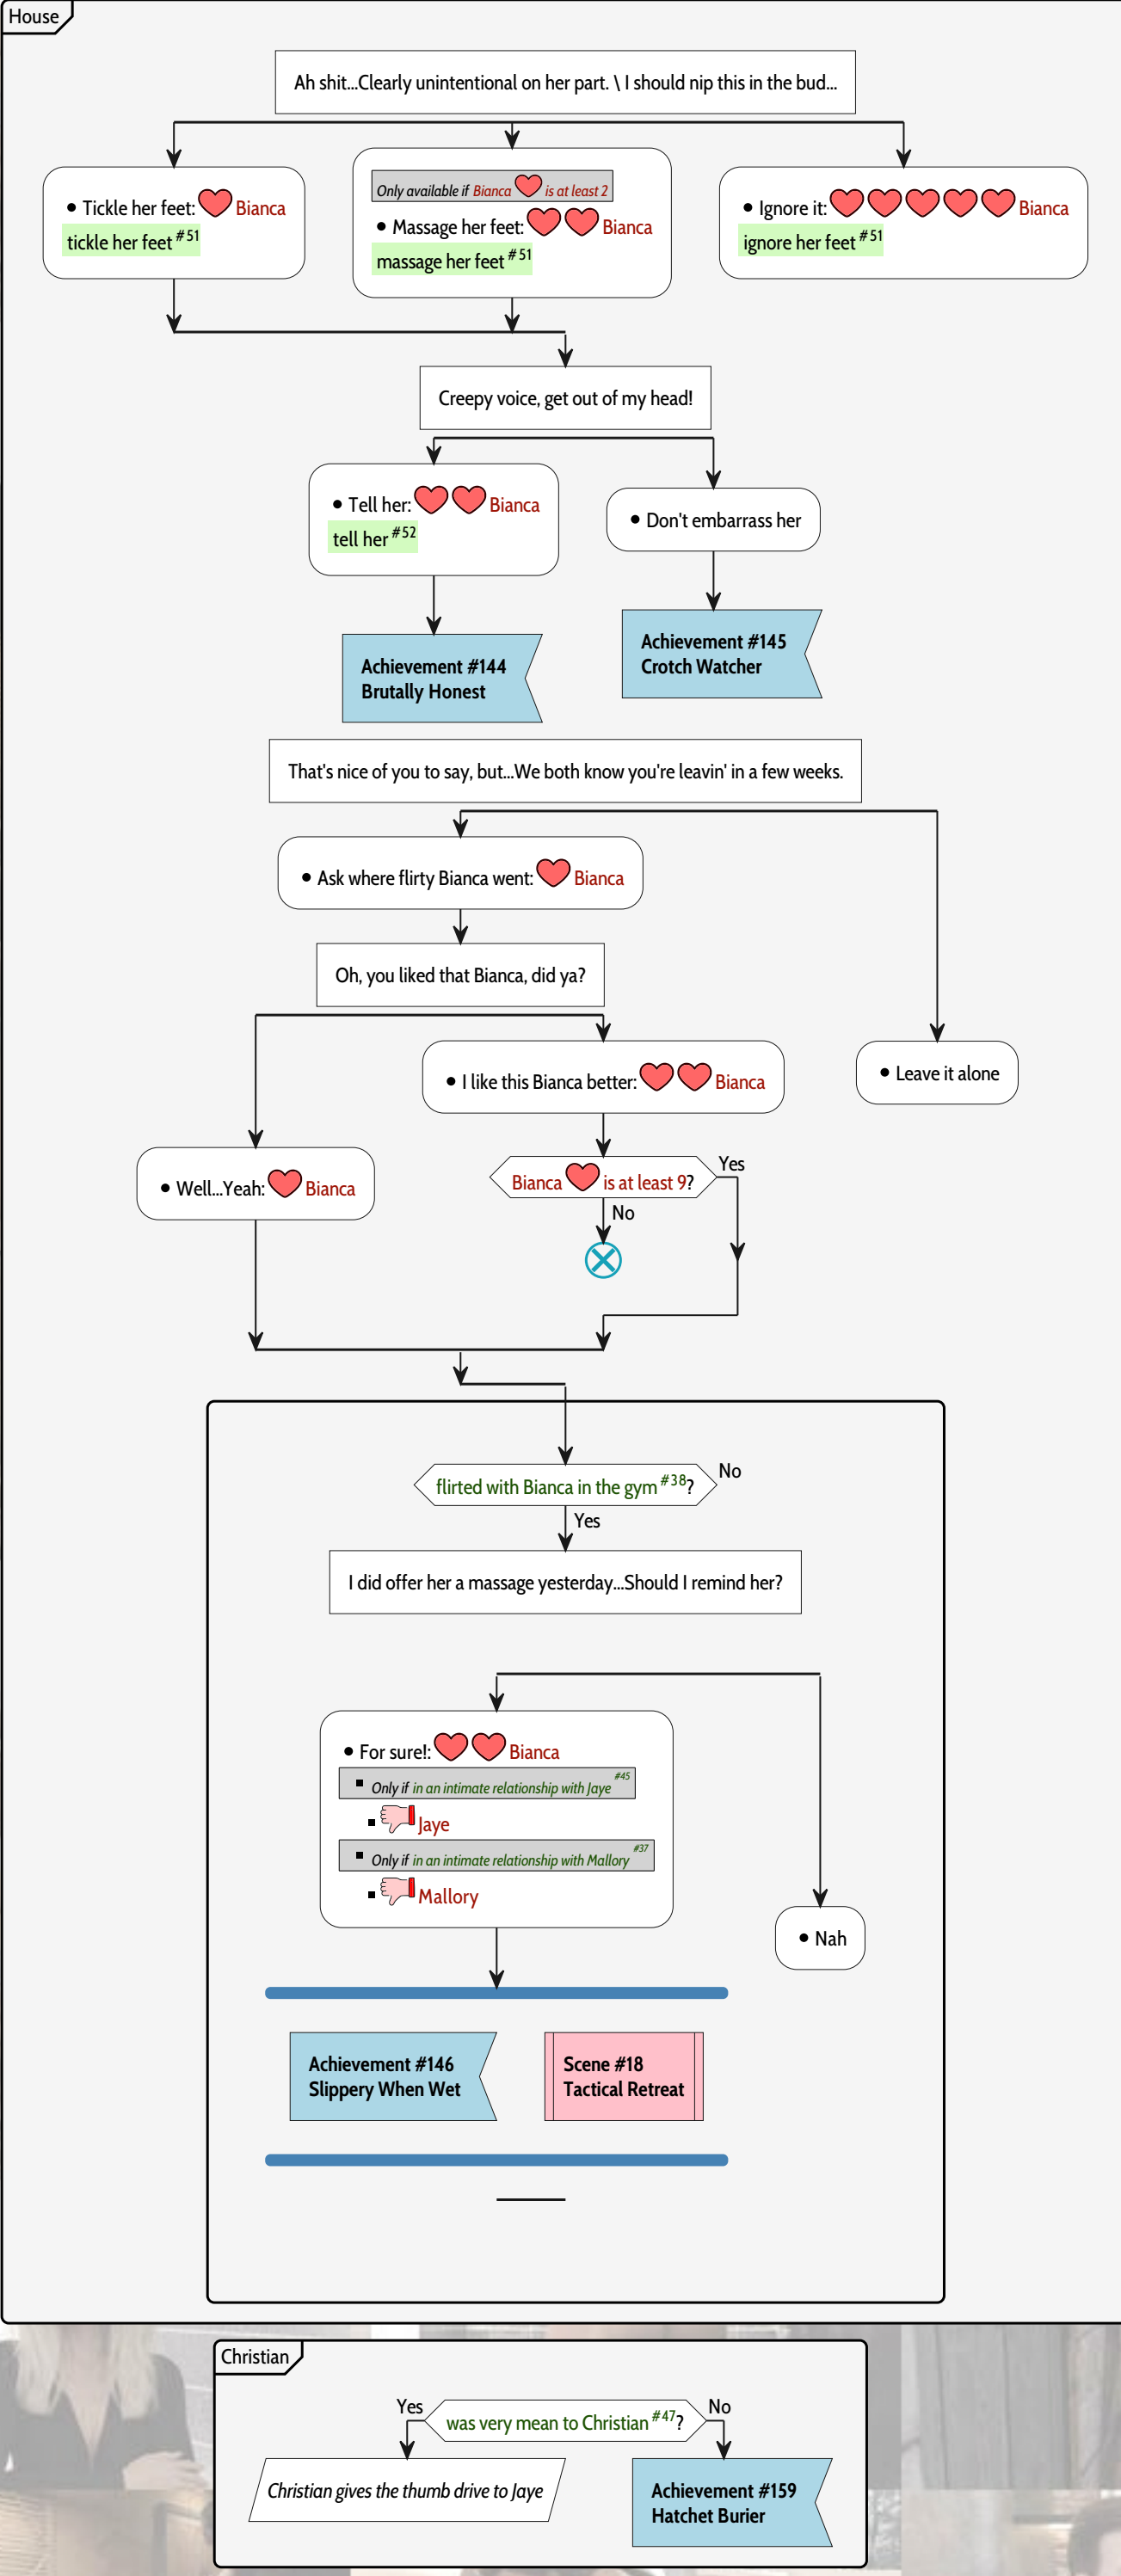 House
Ah shit...Clearly unintentional on her part. \ I should nip this in the bud...
• Tickle her feet: Bianca
tickle her feet #51
Only available if Bianca is at least 2
• Massage her feet: Bianca
massage her feet #51
• Ignore it: Bianca
ignore her feet #51
Creepy voice, get out of my head!
• Tell her: Bianca
tell her #52
• Don't embarrass her
Achievement #144
Brutally Honest
Achievement #145
Crotch Watcher
That's nice of you to say, but...We both know you're leavin' in a few weeks.
• Ask where flirty Bianca went: Bianca
Oh, you liked that Bianca, did ya?
• I like this Bianca better: Bianca
• Leave it alone
• Well...Yeah: Bianca
Bianca is at least 9?
Yes
No
flirted with Bianca in the gym #38?
No
Yes
I did offer her a massage yesterday...Should I remind her?
• For sure!: Bianca
Only if in an intimate relationship with Jaye #45
Jaye
Only if in an intimate relationship with Mallory #37
Mallory
• Nah
Achievement #146
Slippery When Wet
Scene #18
Tactical Retreat
Christian
Yes
was very mean to Christian #47?
No
Christian gives the thumb drive to Jaye
Achievement #159
Hatchet Burier